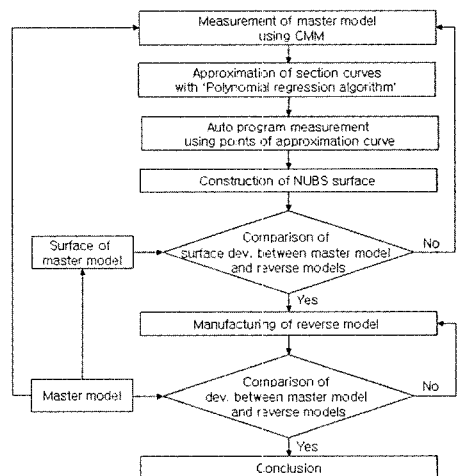 Measurement of master model
using CMM
Approximation of section curves
with 'Polynomial regression algorithm'
Auto program measurement
using points of approximation curve
Construction of NUBS surface
Comparison of
surface dev. between master model
and reverse models
No
Surface of
master model
Yes
Manufacturing of reverse model
Comparison of
dev. between master model
and reverse models
No
Master model
Yes
Conclusion